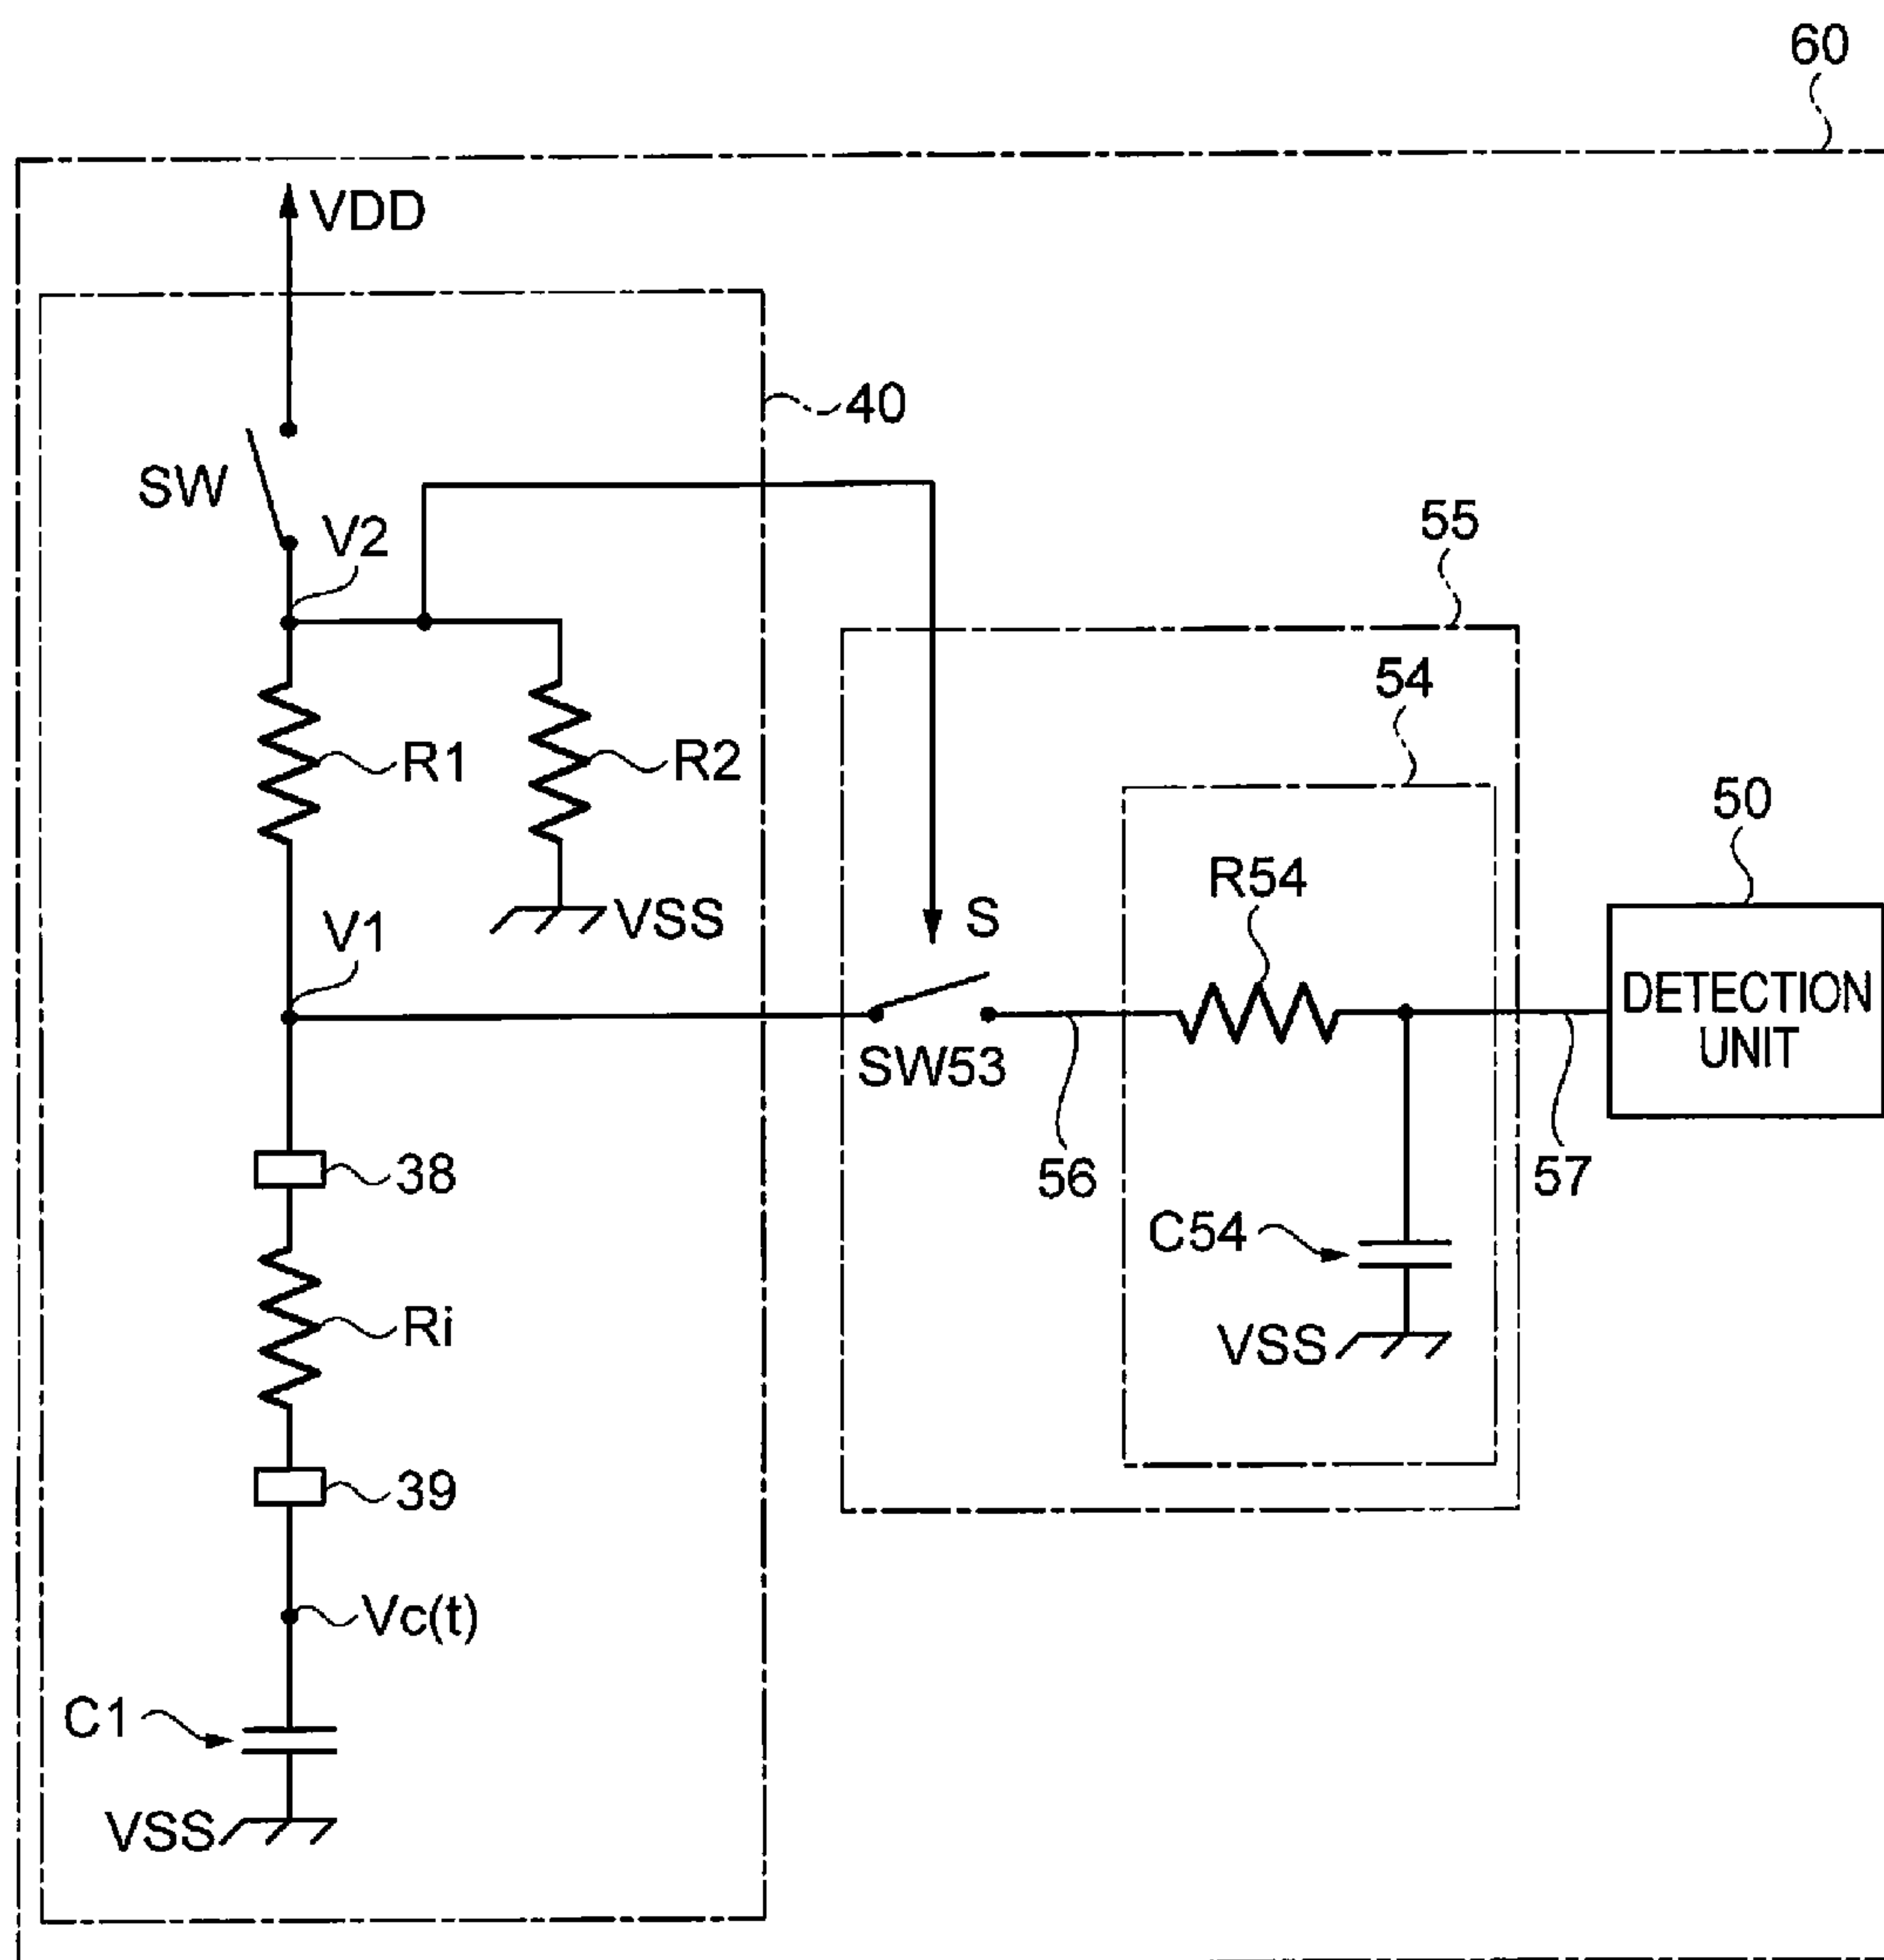 60
VDD
40
SW
V2
55
54
R1
R2
50
R54
V1
VSS
S
DETECTION
UNIT
SW53
38
56
57
C54
Ri
VSS
39
Vc(t)
C1
VSS